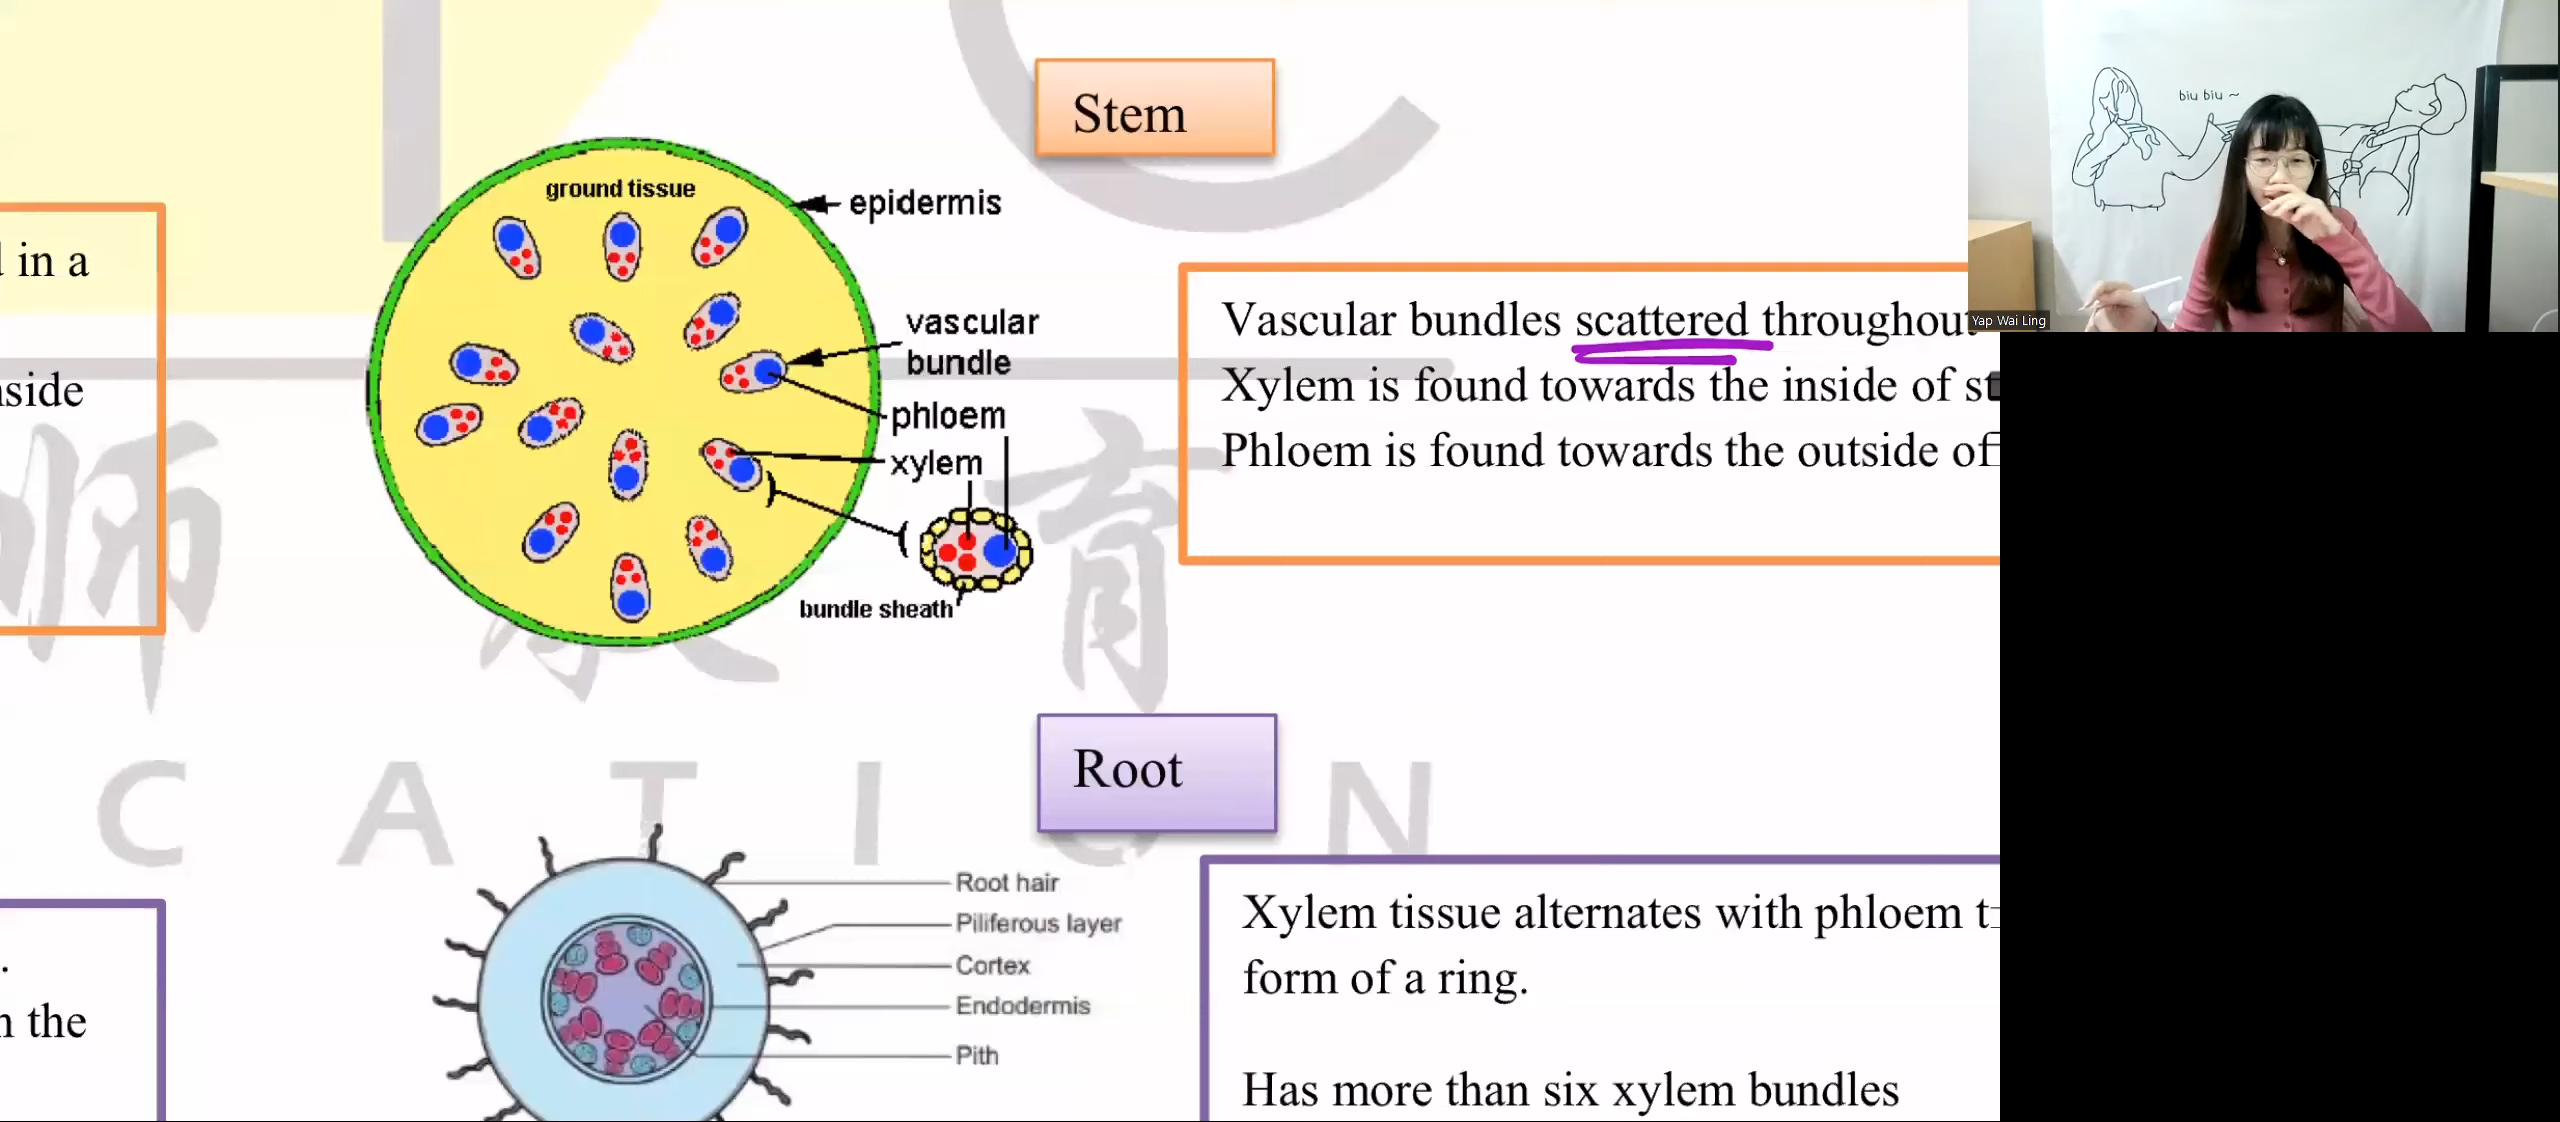 Stem
ground tissue
epidermis
biu biu ~
Yap Wai Ling
in a
vascular
bundle
Vascular bundles scattered throughout
side
Xylem is found towards the inside of st
phloem
xylem
Phloem is found towards the outside of
bundle sheath
师 育
Root
C A T I O N
Root hair
Piliferous layer
Xylem tissue alternates with phloem t
Cortex
form of a ring.
Endodermis
the
Pith
Has more than six xylem bundles